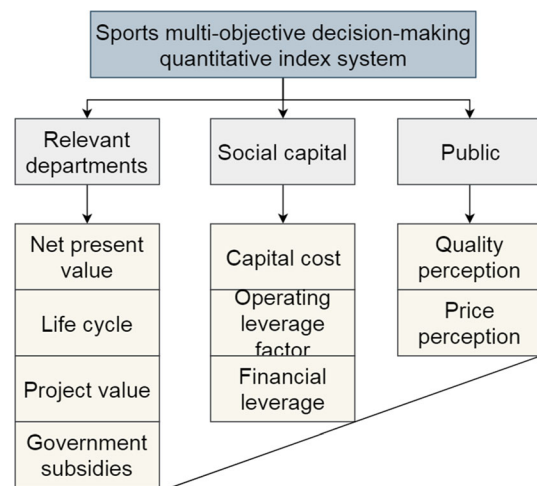 Sports multi-objective decision-making
quantitative index system
Relevant
departments
Social capital
Public
Net present
value
Life cycle
Project value
Government
subsidies
Capital cost
Operating
leverage
factor
Financial
leverage
Quality
perception
Price
perception